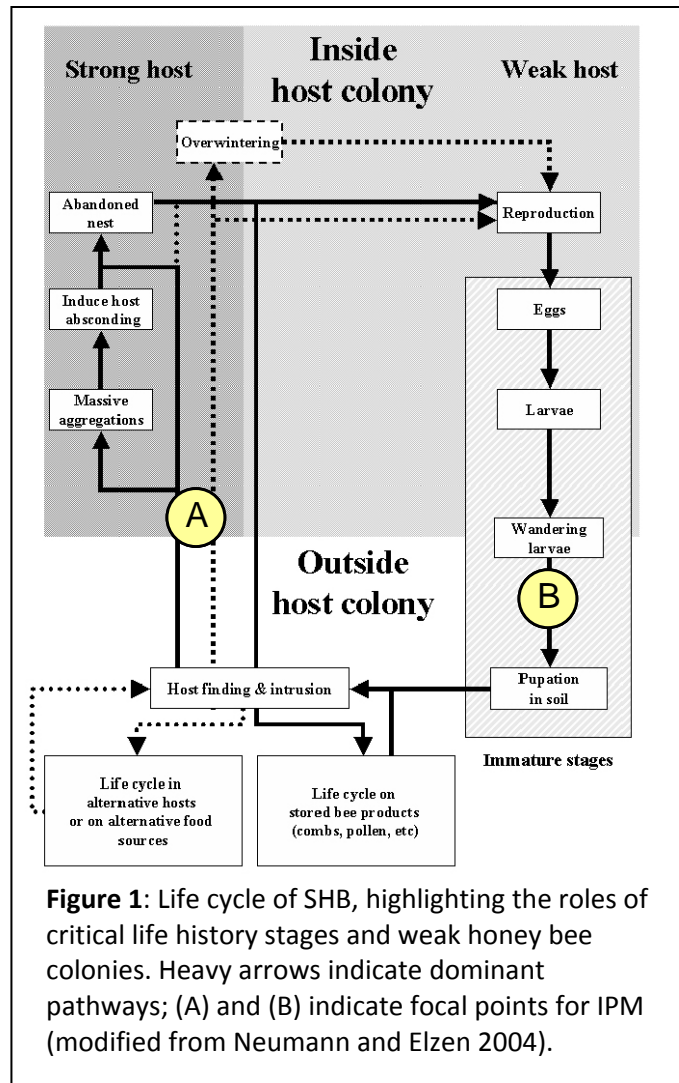 Inside
host colony
Strong host
Weak host
Overwintering
Abandoned
nest
Reproduction
Induce host
absconding
Eggs
Massive
aggregations
Larvae
A
Wandering
larvae
Outside
host colony
B
Host finding & intrusion
Pupation
in soil
Immature stages
Life cycle in
alternative hosts
or on alternative food
sources
Life cycle on
stored bee products
(combs, pollen, etc)
Figure 1: Life cycle of SHB, highlighting the roles of
critical life history stages and weak honey bee
colonies. Heavy arrows indicate dominant
pathways; (A) and (B) indicate focal points for IPM
(modified from Neumann and Elzen 2004).